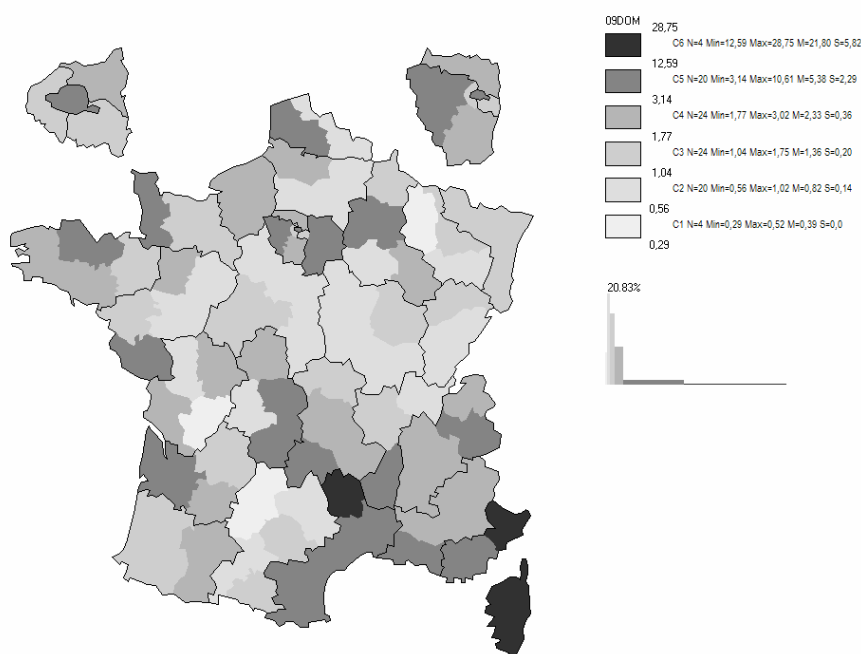 09DOM
28,75
C6 N=4 Min=12,59 Max=28,75 M=21,80 S=5,82
12,59
C5 N=20 Min=3,14 Max=10,61 M=5,38 S=2,29
3,14
C4 N=24 Min=1,77 Max=3,02 M=2,33 S=0,36
1,77
C3 N=24 Min=1,04 Max=1,75 M=1,36 S=0,20
1,04
C2 N=20 Min=0,56 Max=1,02 M=0,82 S=0,14
0,56
C1 N=4 Min=0,29 Max=0,52 M=0,39 S=0,0
0,29
20.83%